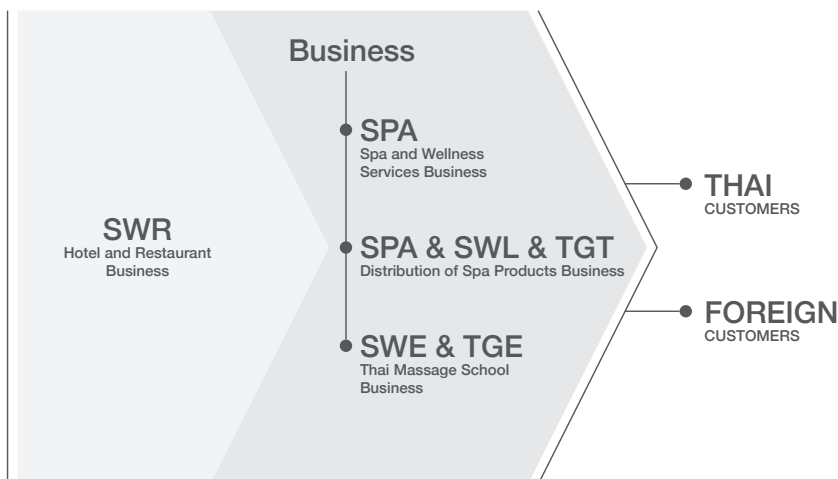 Business
SPA
Spa and Wellness
Services Business
SWR
Hotel and Restaurant
Business
SPA & SWL & TGT
Distribution of Spa Products Business
SWE & TGE
Thai Massage School
Business
THAI
CUSTOMERS
FOREIGN
CUSTOMERS